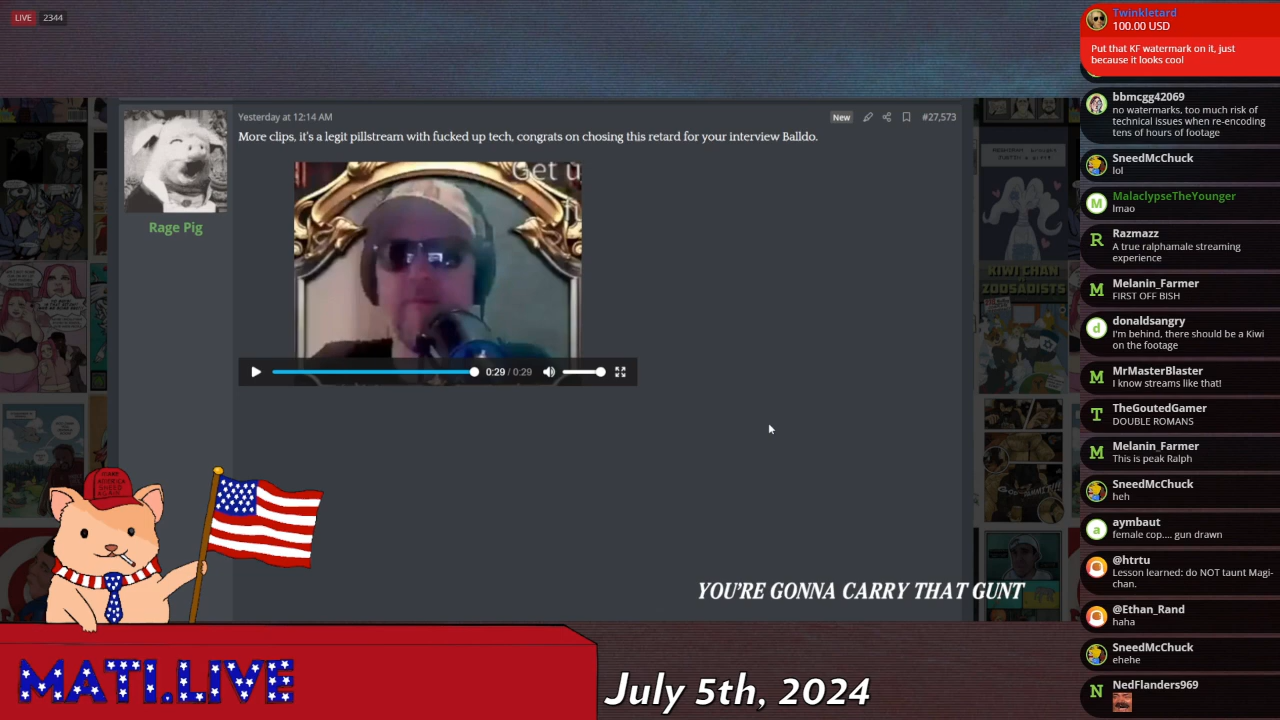 LIVE 2344
Twinkletard
100.00 USD
Put that KF watermark on it, just
because it looks cool
bbmcgg42069
no watermarks, too much risk of
technical issues when re-encoding
tens of hours of footage
SneedMcChuck
lol
M
MalaclypseTheYounger
lmao
R
Razmazz
A true ralphamale streaming
experience
M
Melanin_Farmer
FIRST OFF BISH
d
donaldsangry
I'm behind, there should be a Kiwi
on the footage
M
MrMasterBlaster
I know streams like that!
T
TheGoutedGamer
DOUBLE ROMANS
M
Melanin_Farmer
This is peak Ralph
SneedMcChuck
heh
a
aymbaut
female cop.... gun drawn
@htrtu
Lesson learned: do NOT taunt Magi-
chan.
@Ethan_Rand
haha
SneedMcChuck
ehehe
N
NedFlanders969
Yesterday at 12:14 AM
New
#27,573
More clips, it's a legit pillstream with fucked up tech, congrats on chosing this retard for your interview Balldo.
Rage Pig
Get u
0:29 / 0:29
KIWI CHAN
ZOOSADISTS
YOU'RE GONNA CARRY THAT GUNT
MATI.LIVE
July 5th, 2024